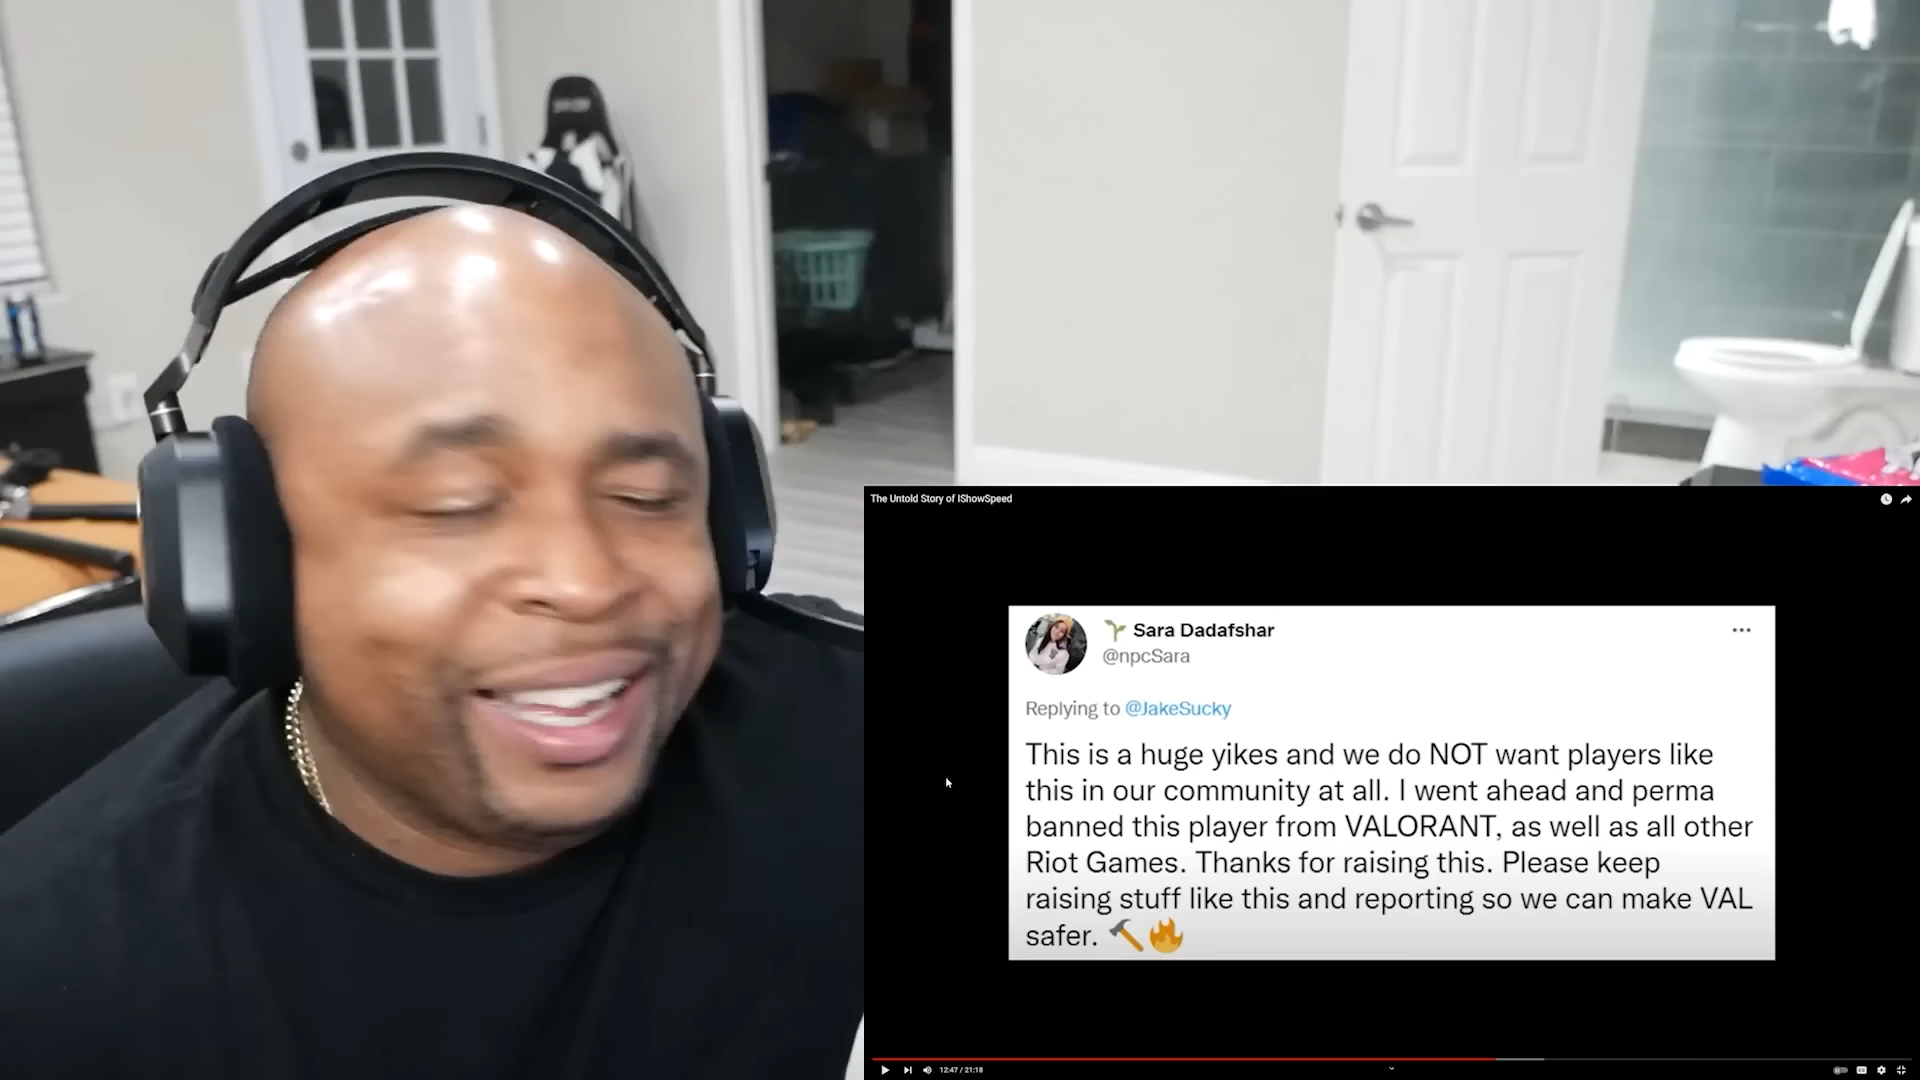 The Untold Story of IShowSpeed
Sara Dadafshar
@npcSara
Replying to @JakeSucky
This is a huge yikes and we do NOT want players like
this in our community at all. I went ahead and perma
banned this player from VALORANT, as well as all other
Riot Games. Thanks for raising this. Please keep
raising stuff like this and reporting so we can make VAL
safer. 🔨🔥
12:47 / 21:18